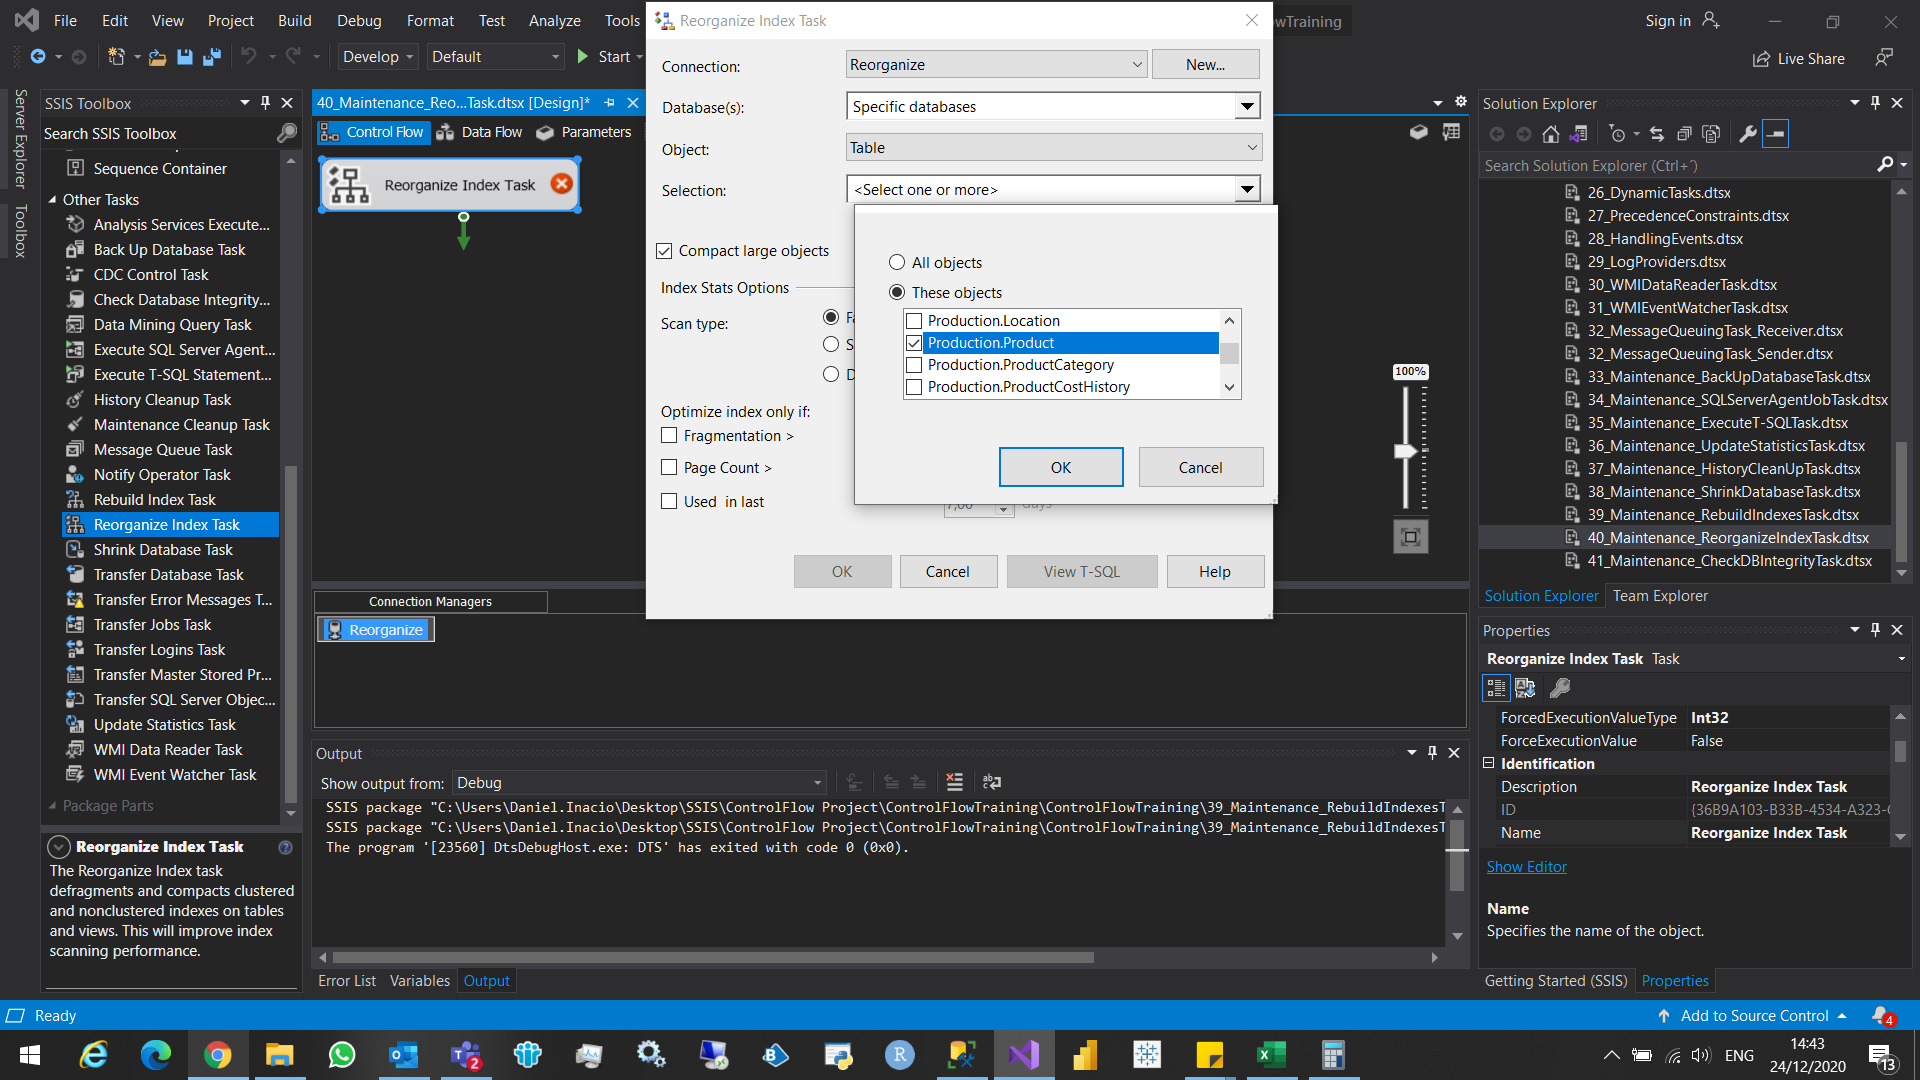 File Edit View Project Build Debug Format Test Analyze Tools
owTraining
Sign in
Develop Default Start
Live Share
Server Explorer
Toolbox
SSIS Toolbox
Search SSIS Toolbox
Sequence Container
Other Tasks
Analysis Services Execute...
Back Up Database Task
CDC Control Task
Check Database Integrity...
Data Mining Query Task
Execute SQL Server Agent...
Execute T-SQL Statement...
History Cleanup Task
Maintenance Cleanup Task
Message Queue Task
Notify Operator Task
Rebuild Index Task
Reorganize Index Task
Shrink Database Task
Transfer Database Task
Transfer Error Messages T...
Transfer Jobs Task
Transfer Logins Task
Transfer Master Stored Pr...
Transfer SQL Server Objec...
Update Statistics Task
WMI Data Reader Task
WMI Event Watcher Task
Package Parts
Reorganize Index Task
The Reorganize Index task
defragments and compacts clustered
and nonclustered indexes on tables
and views. This will improve index
scanning performance.
40_Maintenance_Reo...Task.dtsx [Design]*
Control Flow Data Flow Parameters
Reorganize Index Task
100%
Connection Managers
Reorganize
Reorganize Index Task
Connection: Reorganize New...
Database(s): Specific databases
Object: Table
Selection: <Select one or more>
Compact large objects
Index Stats Options
Scan type: Fa
S
D
Optimize index only if:
Fragmentation >
Page Count >
Used in last 7,00 days
OK Cancel View T-SQL Help
All objects
These objects
Production.Location
Production.Product
Production.ProductCategory
Production.ProductCostHistory
OK Cancel
Output
Show output from: Debug
SSIS package "C:\Users\Daniel.Inacio\Desktop\SSIS\ControlFlow Project\ControlFlowTraining\ControlFlowTraining\39_Maintenance_RebuildIndexesT
SSIS package "C:\Users\Daniel.Inacio\Desktop\SSIS\ControlFlow Project\ControlFlowTraining\ControlFlowTraining\39_Maintenance_RebuildIndexesT
The program '[23560] DtsDebugHost.exe: DTS' has exited with code 0 (0x0).
Error List Variables Output
Solution Explorer
Search Solution Explorer (Ctrl+´)
26_DynamicTasks.dtsx
27_PrecedenceConstraints.dtsx
28_HandlingEvents.dtsx
29_LogProviders.dtsx
30_WMIDataReaderTask.dtsx
31_WMIEventWatcherTask.dtsx
32_MessageQueuingTask_Receiver.dtsx
32_MessageQueuingTask_Sender.dtsx
33_Maintenance_BackUpDatabaseTask.dtsx
34_Maintenance_SQLServerAgentJobTask.dtsx
35_Maintenance_ExecuteT-SQLTask.dtsx
36_Maintenance_UpdateStatisticsTask.dtsx
37_Maintenance_HistoryCleanUpTask.dtsx
38_Maintenance_ShrinkDatabaseTask.dtsx
39_Maintenance_RebuildIndexesTask.dtsx
40_Maintenance_ReorganizeIndexTask.dtsx
41_Maintenance_CheckDBIntegrityTask.dtsx
Solution Explorer Team Explorer
Properties
Reorganize Index Task Task
ForcedExecutionValueType Int32
ForceExecutionValue False
Identification
Description Reorganize Index Task
ID {36B9A103-B33B-4534-A323-
Name Reorganize Index Task
Show Editor
Name
Specifies the name of the object.
Getting Started (SSIS) Properties
Ready
Add to Source Control 4
2
ENG
14:43
24/12/2020
13